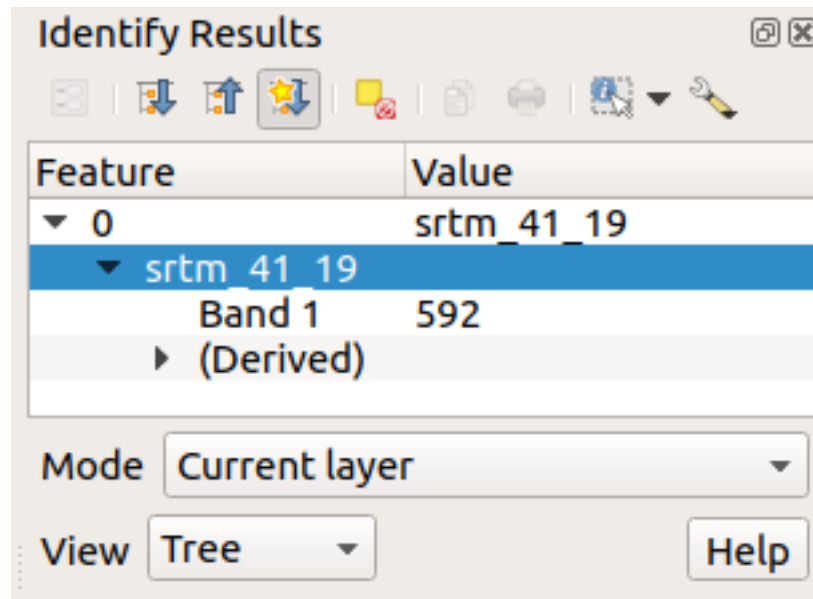 Identify Results
Feature Value
0 srtm_41_19
srtm_41_19
Band 1 592
(Derived)
Mode Current layer
View Tree Help